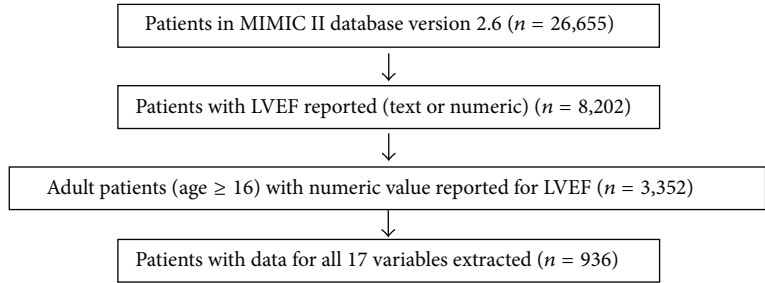 Patients in MIMIC II database version 2.6 (n = 26,655)
Patients with LVEF reported (text or numeric) (n = 8,202)
Adult patients (age ≥ 16) with numeric value reported for LVEF (n = 3,352)
Patients with data for all 17 variables extracted (n = 936)